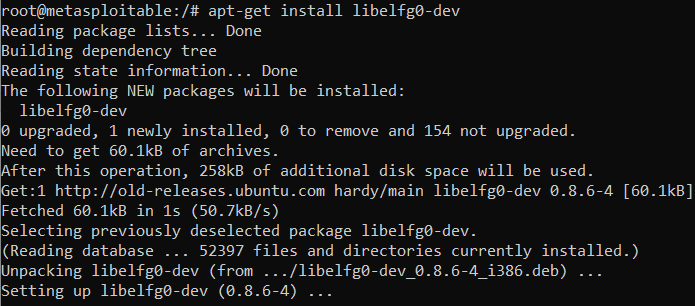 root@metasploitable:/# apt-get install libelfg0-dev
Reading package lists... Done
Building dependency tree
Reading state information... Done
The following NEW packages will be installed:
  libelfg0-dev
0 upgraded, 1 newly installed, 0 to remove and 154 not upgraded.
Need to get 60.1kB of archives.
After this operation, 258kB of additional disk space will be used.
Get:1 http://old-releases.ubuntu.com hardy/main libelfg0-dev 0.8.6-4 [60.1kB]
Fetched 60.1kB in 1s (50.7kB/s)
Selecting previously deselected package libelfg0-dev.
(Reading database ... 52397 files and directories currently installed.)
Unpacking libelfg0-dev (from .../libelfg0-dev_0.8.6-4_i386.deb) ...
Setting up libelfg0-dev (0.8.6-4) ...